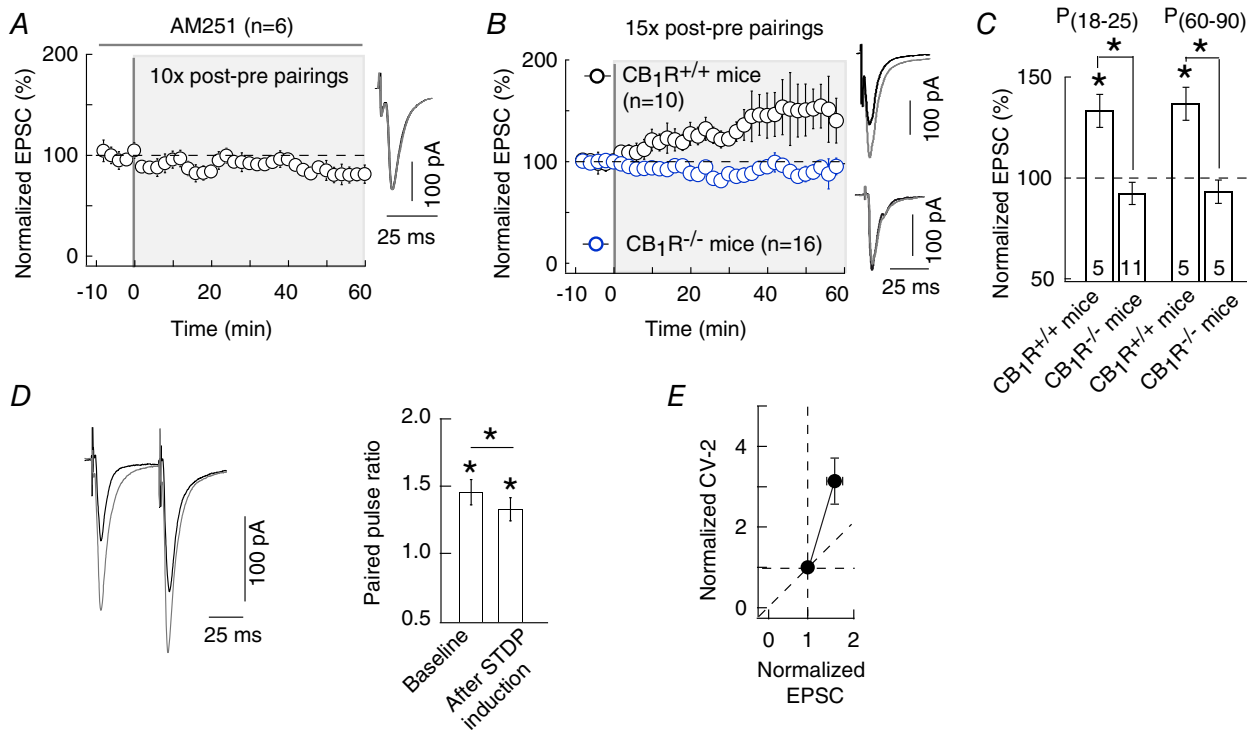 A
AM251 (n=6)
10x post-pre pairings
Normalized EPSC (%)
200
100
0
-10 0 20 40 60
Time (min)
100 pA
25 ms
B
15x post-pre pairings
CB1R+/+ mice
(n=10)
CB1R-/- mice (n=16)
Normalized EPSC (%)
200
100
0
-10 0 20 40 60
Time (min)
100 pA
100 pA
25 ms
C
P(18-25) P(60-90)
* *
* *
Normalized EPSC (%)
150
100
50
5 11 5 5
CB1R+/+ mice
CB1R-/- mice
CB1R+/+ mice
CB1R-/- mice
D
100 pA
25 ms
Paired pulse ratio
2.0
1.5
1.0
0.5
*
* *
Baseline
After STDP
induction
E
Normalized CV-2
4
2
0
0 1 2
Normalized
EPSC